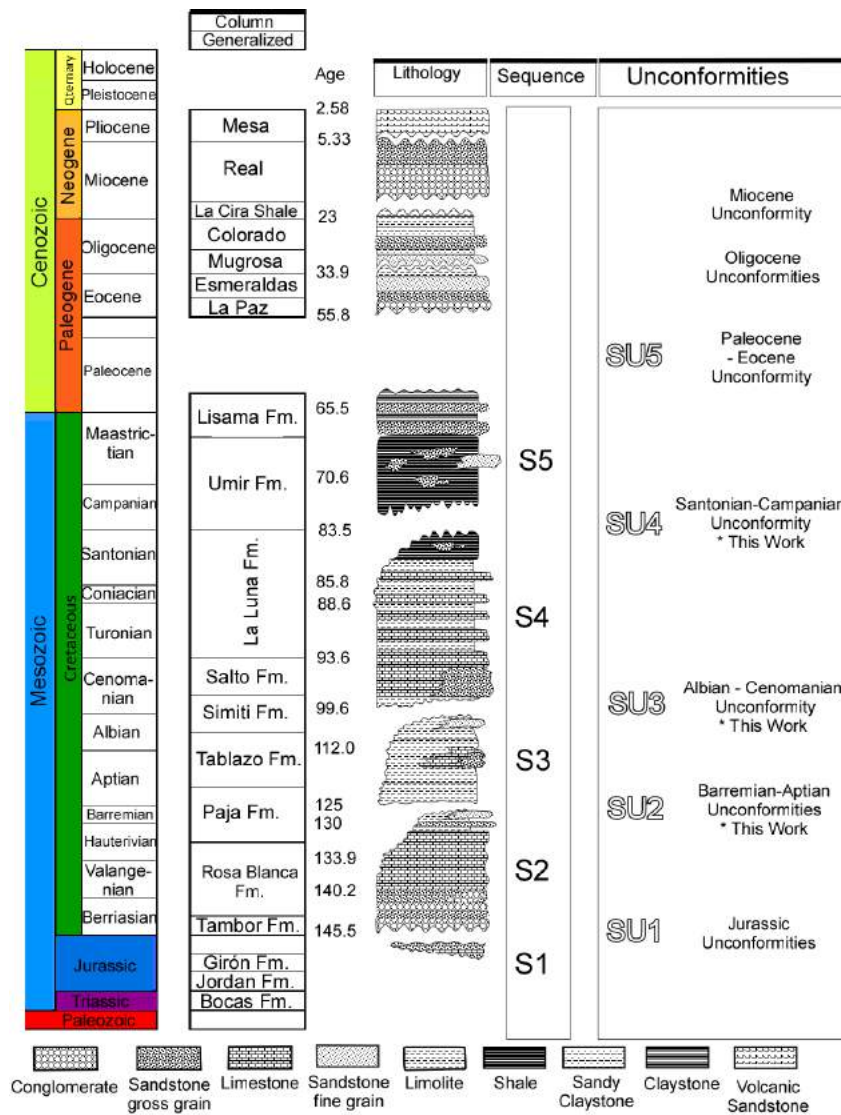 Column
Generalized
Age
Lithology
Sequence
Unconformities
Cenozoic
Mesozoic
Qternary
Neogene
Paleogene
Cretaceous
Jurassic
Triassic
Paleozoic
Holocene
Pleistocene
Pliocene
Miocene
Oligocene
Eocene
Paleocene
Maastric-
tian
Campanian
Santonian
Coniacian
Turonian
Cenoma-
nian
Albian
Aptian
Barremian
Hauterivian
Valange-
nian
Berriasian
Mesa
Real
La Cira Shale
Colorado
Mugrosa
Esmeraldas
La Paz
Lisama Fm.
Umir Fm.
La Luna Fm.
Salto Fm.
Simiti Fm.
Tablazo Fm.
Paja Fm.
Rosa Blanca
Fm.
Tambor Fm.
Girón Fm.
Jordan Fm.
Bocas Fm.
2.58
5.33
23
33.9
55.8
65.5
70.6
83.5
85.8
88.6
93.6
99.6
112.0
125
130
133.9
140.2
145.5
S5
S4
S3
S2
S1
Miocene
Unconformity
Oligocene
Unconformities
SU5
Paleocene
- Eocene
Unconformity
SU4
Santonian-Campanian
Unconformity
* This Work
SU3
Albian - Cenomanian
Unconformity
* This Work
SU2
Barremian-Aptian
Unconformities
* This Work
SU1
Jurassic
Unconformities
Conglomerate
Sandstone
gross grain
Limestone
Sandstone
fine grain
Limolite
Shale
Sandy
Claystone
Claystone
Volcanic
Sandstone